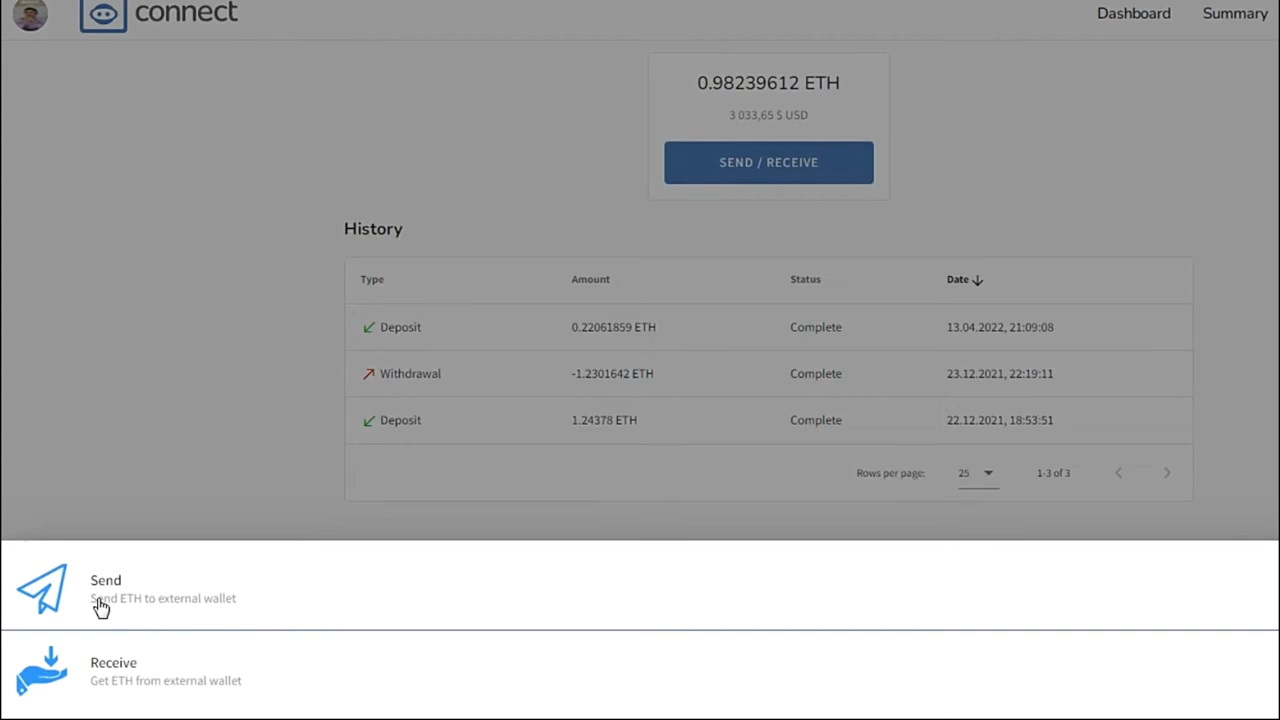 connect
Dashboard Summary
0.98239612 ETH
3 033,65 $ USD
SEND / RECEIVE
History
Type Amount Status Date
Deposit 0.22061859 ETH Complete 13.04.2022, 21:09:08
Withdrawal -1.2301642 ETH Complete 23.12.2021, 22:19:11
Deposit 1.24378 ETH Complete 22.12.2021, 18:53:51
Rows per page: 25 1-3 of 3
Send
Send ETH to external wallet
Receive
Get ETH from external wallet